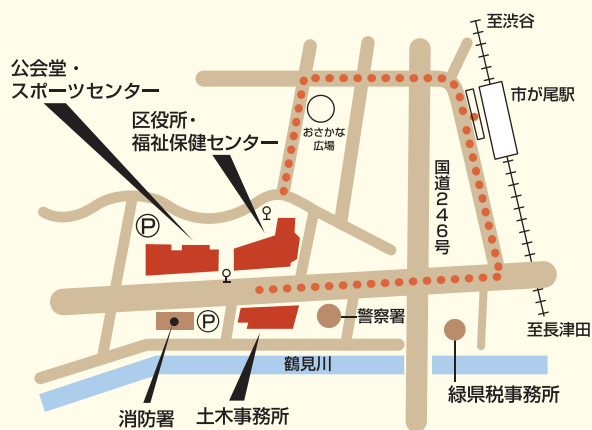 至渋谷
公会堂・
スポーツセンター
市が尾駅
区役所・
福祉保健センター
おさかな
広場
国道246号
P
P
警察署
至長津田
鶴見川
緑県税事務所
消防署
土木事務所